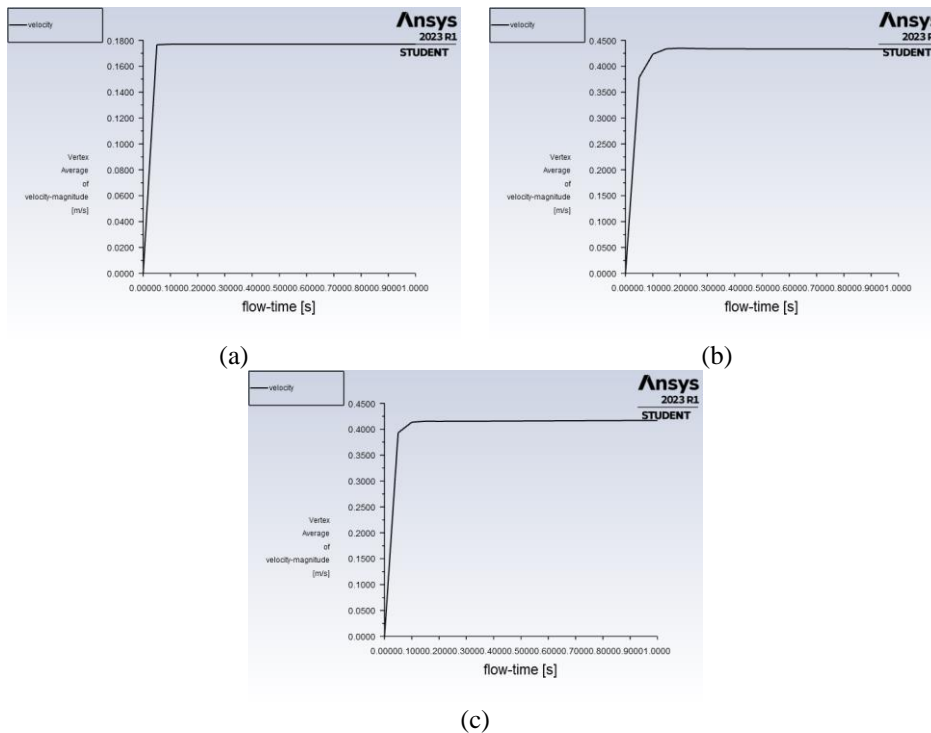 velocity
Ansys
2023 R1
STUDENT
0.1800
0.1600
0.1400
0.1200
0.1000
0.0800
0.0600
0.0400
0.0200
0.0000
Vertex
Average
of
velocity-magnitude
[m/s]
0.00000.10000.20000.30000.40000.50000.60000.70000.80000.90001.0000
flow-time [s]
(a)
velocity
Ansys
2023 R1
STUDENT
0.4500
0.4000
0.3500
0.3000
0.2500
0.2000
0.1500
0.1000
0.0500
0.0000
Vertex
Average
of
velocity-magnitude
[m/s]
0.00000.10000.20000.30000.40000.50000.60000.70000.80000.90001.0000
flow-time [s]
(b)
velocity
Ansys
2023 R1
STUDENT
0.4500
0.4000
0.3500
0.3000
0.2500
0.2000
0.1500
0.1000
0.0500
0.0000
Vertex
Average
of
velocity-magnitude
[m/s]
0.00000.10000.20000.30000.40000.50000.60000.70000.80000.90001.0000
flow-time [s]
(c)